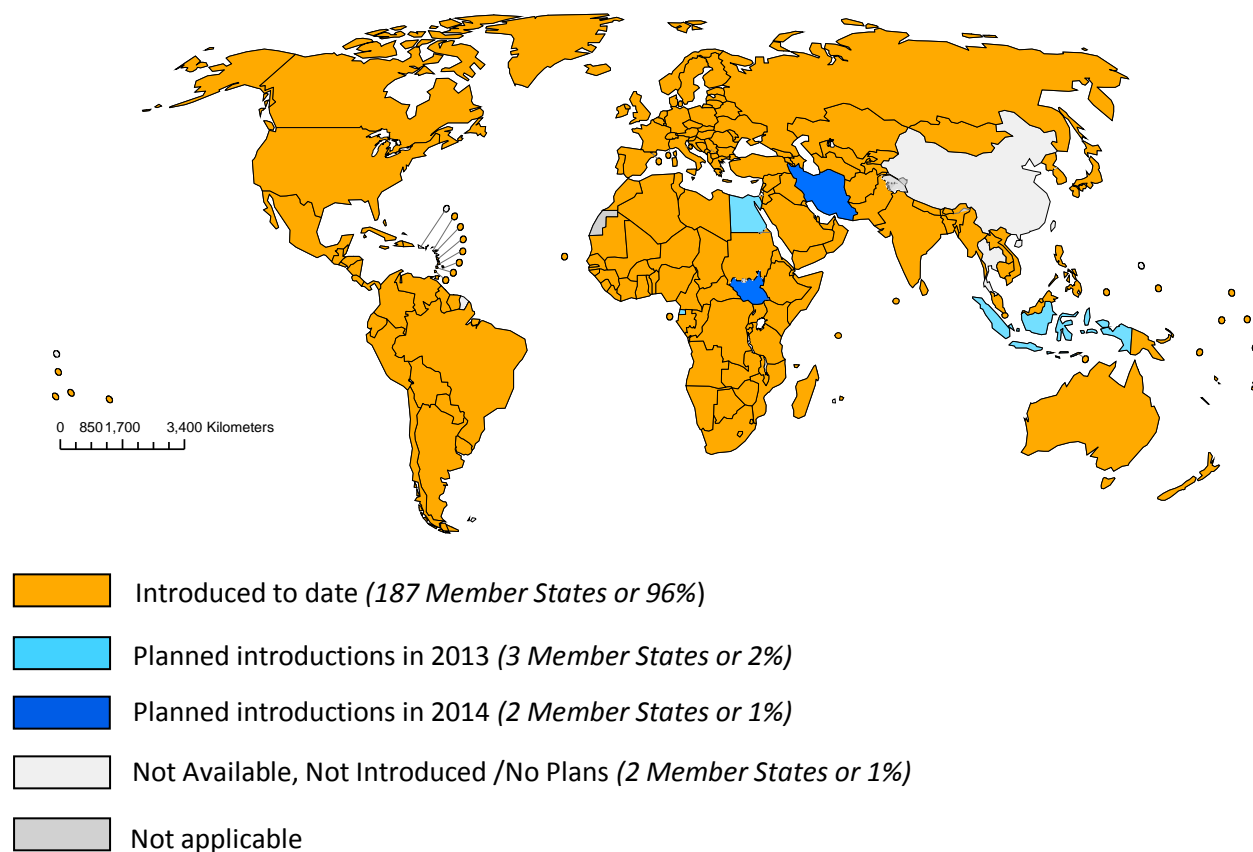 0 850 1,700 3,400 Kilometers
Introduced to date (187 Member States or 96%)
Planned introductions in 2013 (3 Member States or 2%)
Planned introductions in 2014 (2 Member States or 1%)
Not Available, Not Introduced /No Plans (2 Member States or 1%)
Not applicable